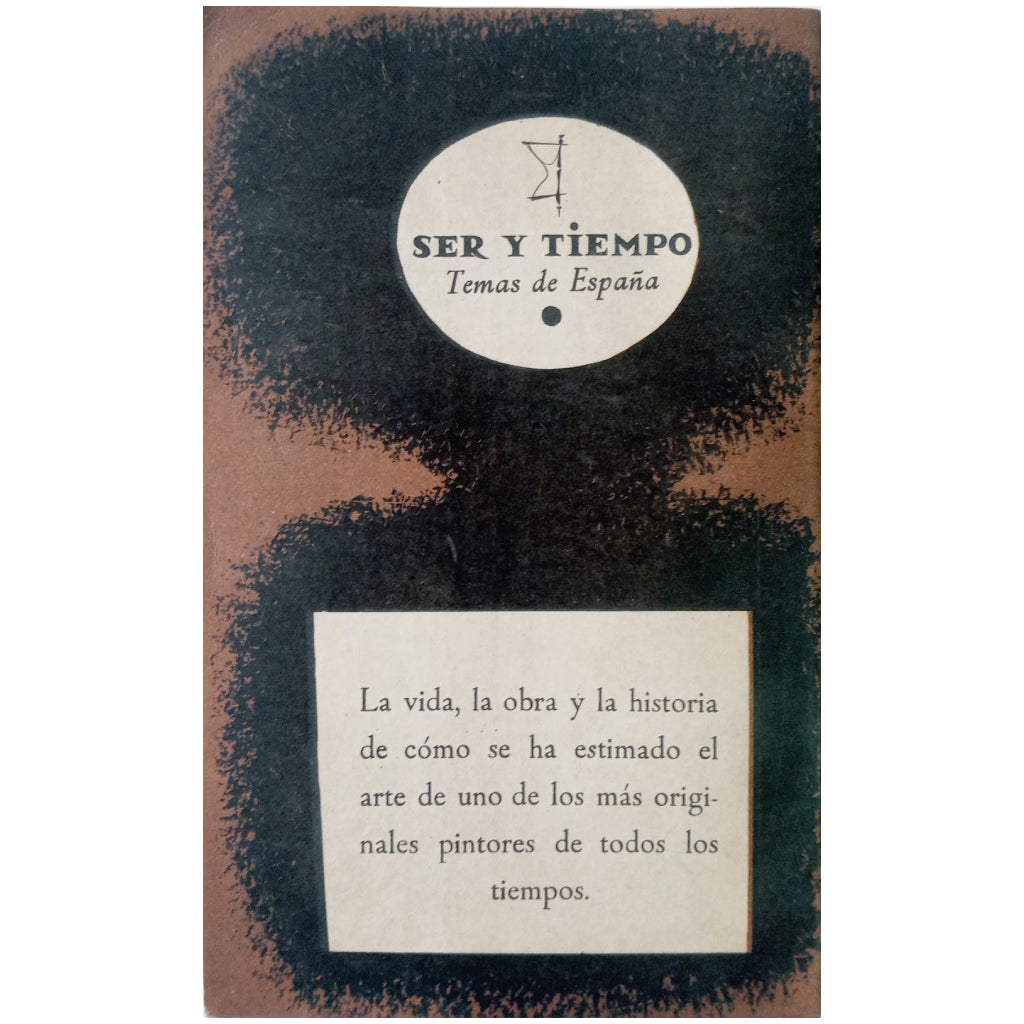 SER Y TIEMPO
Temas de España
La vida, la obra y la historia
de cómo se ha estimado el
arte de uno de los más origi-
nales pintores de todos los
tiempos.